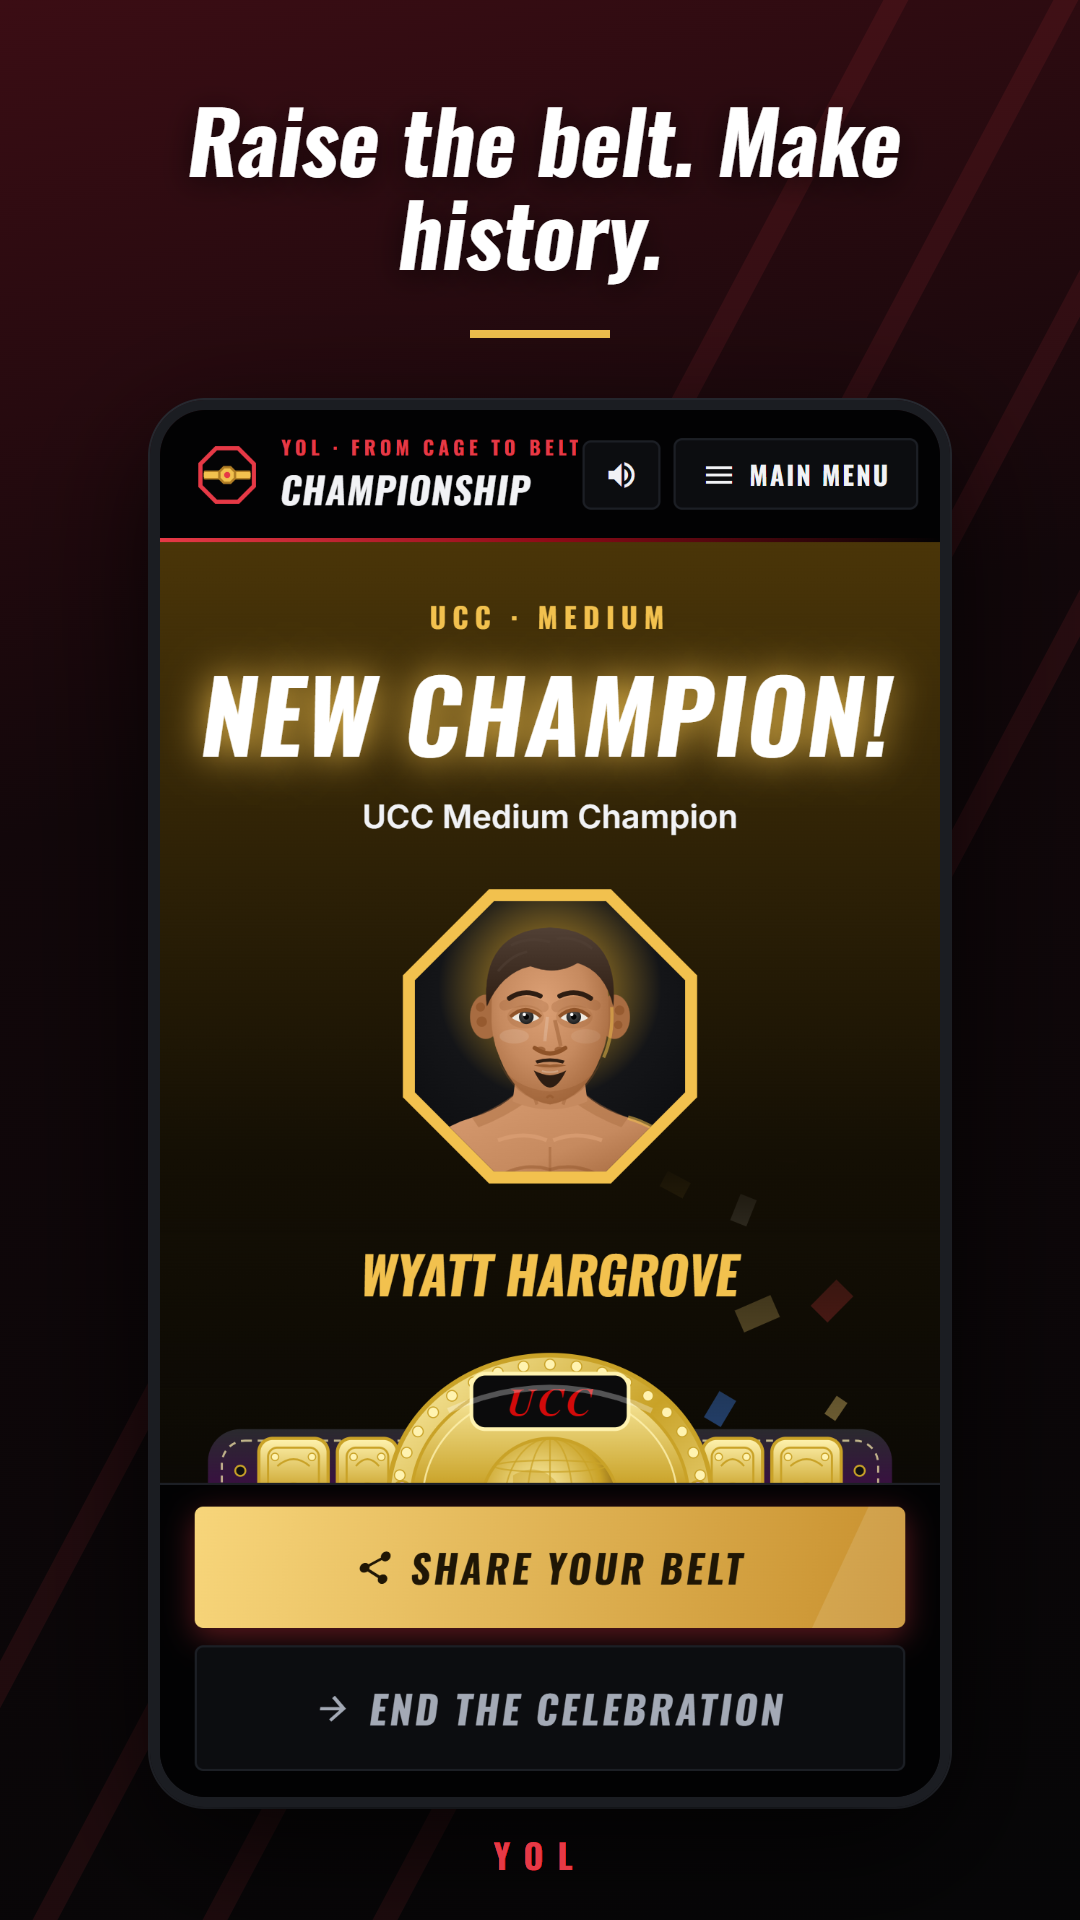 Raise the belt. Make
history.
YOL · FROM CAGE TO BELT
CHAMPIONSHIP
MAIN MENU
UCC · MEDIUM
NEW CHAMPION!
UCC Medium Champion
WYATT HARGROVE
UCC
SHARE YOUR BELT
END THE CELEBRATION
YOL